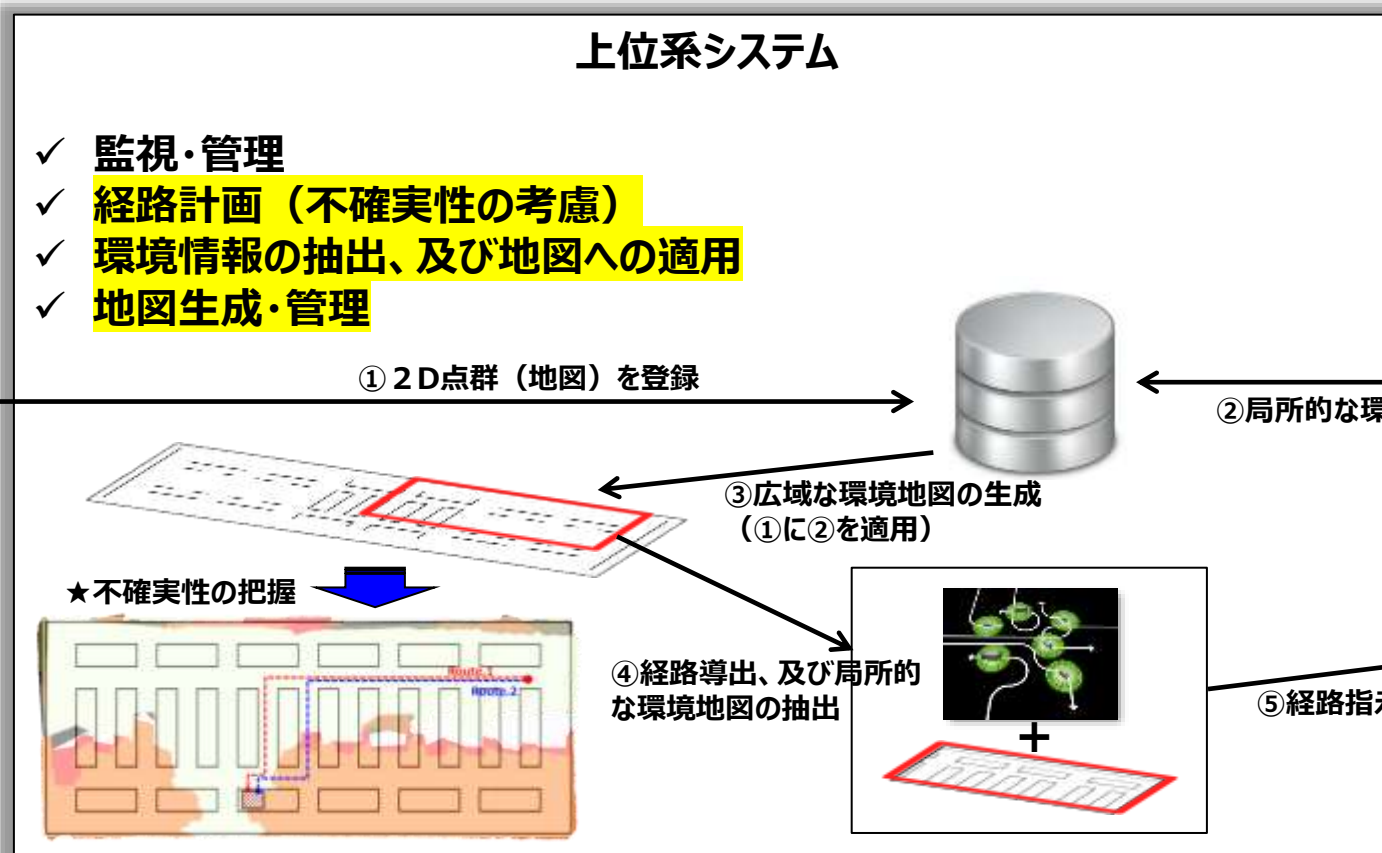 上位系システム
✓ 監視・管理
✓ 経路計画（不確実性の考慮）
✓ 環境情報の抽出、及び地図への適用
✓ 地図生成・管理
①２D点群（地図）を登録
②局所的な環
③広域な環境地図の生成
（①に②を適用）
★不確実性の把握
Route.1
Route.2
④経路導出、及び局所的
な環境地図の抽出
+
⑤経路指示